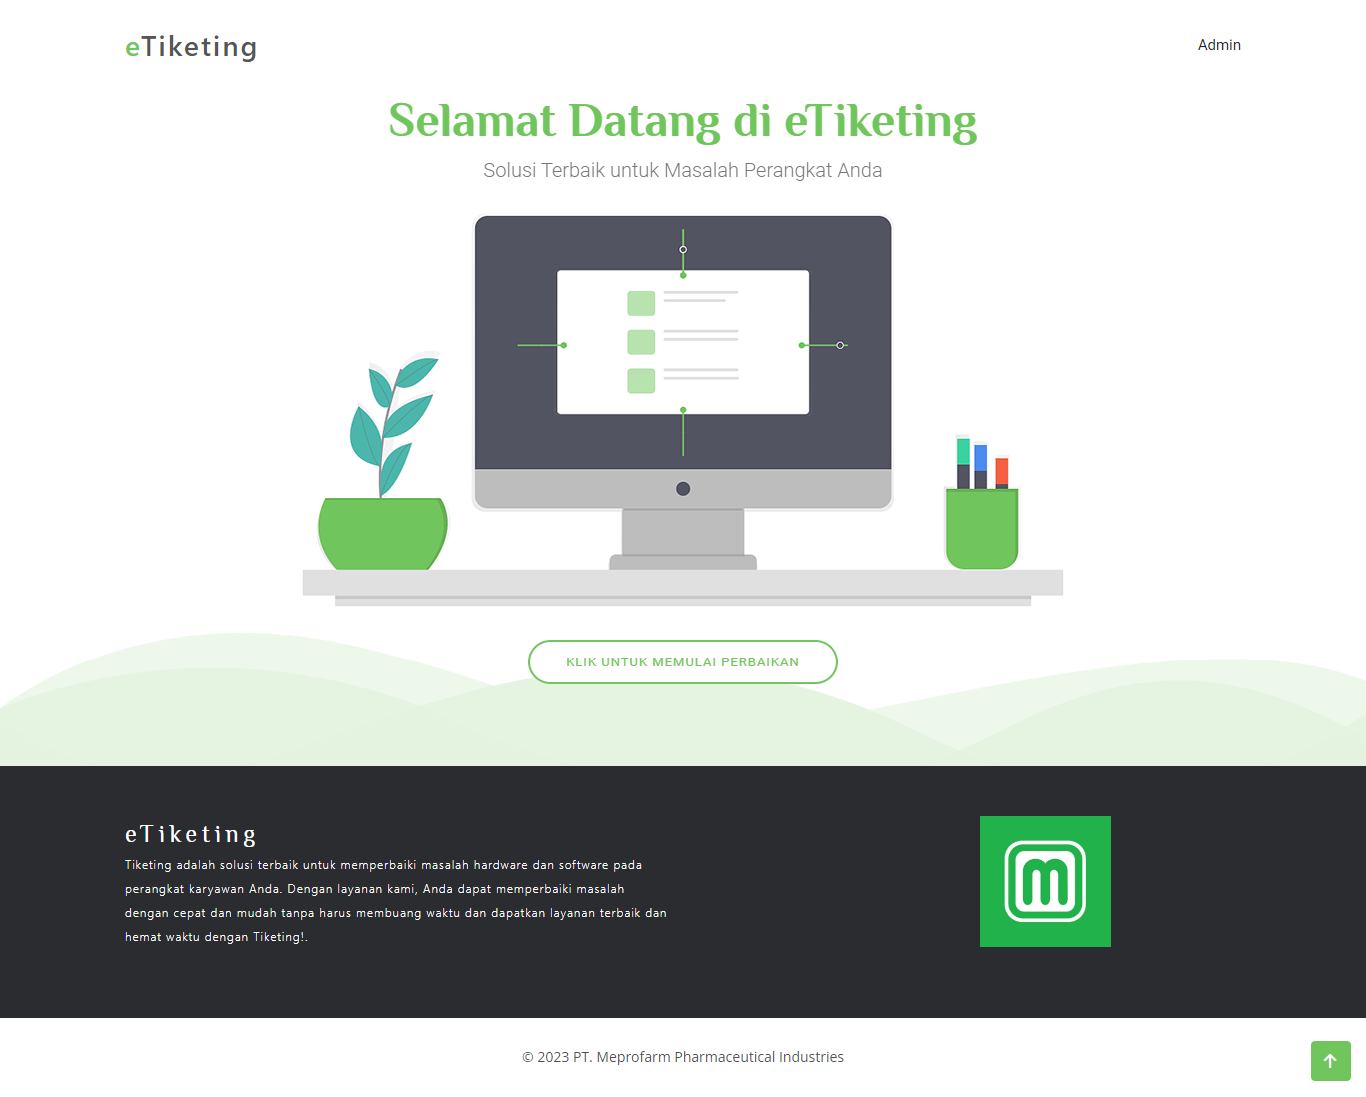 eTiketing
Admin
Selamat Datang di eTiketing
Solusi Terbaik untuk Masalah Perangkat Anda
KLIK UNTUK MEMULAI PERBAIKAN
eTiketing
Tiketing adalah solusi terbaik untuk memperbaiki masalah hardware dan software pada
perangkat karyawan Anda. Dengan layanan kami, Anda dapat memperbaiki masalah
dengan cepat dan mudah tanpa harus membuang waktu dan dapatkan layanan terbaik dan
hemat waktu dengan Tiketing!.
m
© 2023 PT. Meprofarm Pharmaceutical Industries